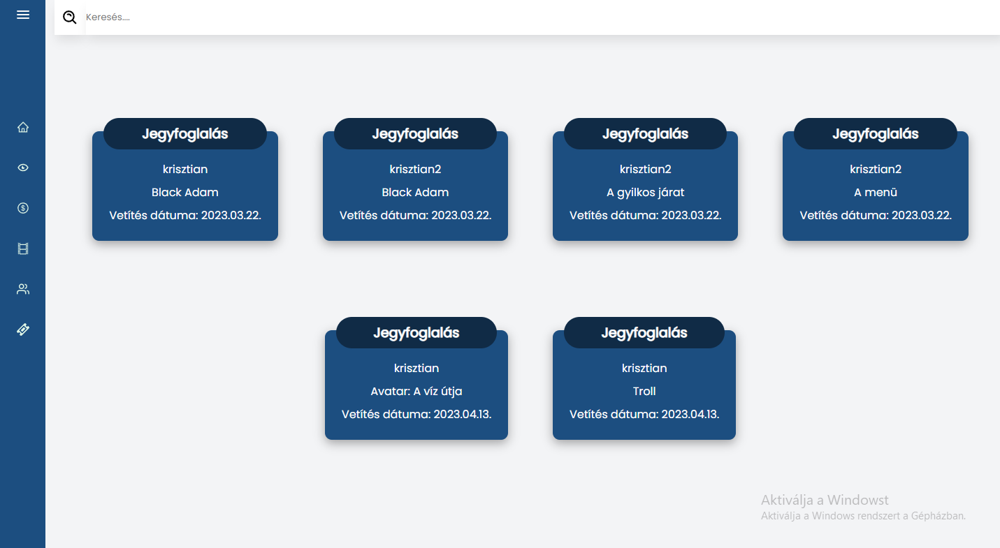 Keresés....
Jegyfoglalás
krisztian
Black Adam
Vetítés dátuma: 2023.03.22.
Jegyfoglalás
krisztian2
Black Adam
Vetítés dátuma: 2023.03.22.
Jegyfoglalás
krisztian2
A gyilkos járat
Vetítés dátuma: 2023.03.22.
Jegyfoglalás
krisztian2
A menü
Vetítés dátuma: 2023.03.22.
Jegyfoglalás
krisztian
Avatar: A víz útja
Vetítés dátuma: 2023.04.13.
Jegyfoglalás
krisztian
Troll
Vetítés dátuma: 2023.04.13.
Aktiválja a Windowst
Aktiválja a Windows rendszert a Gépházban.